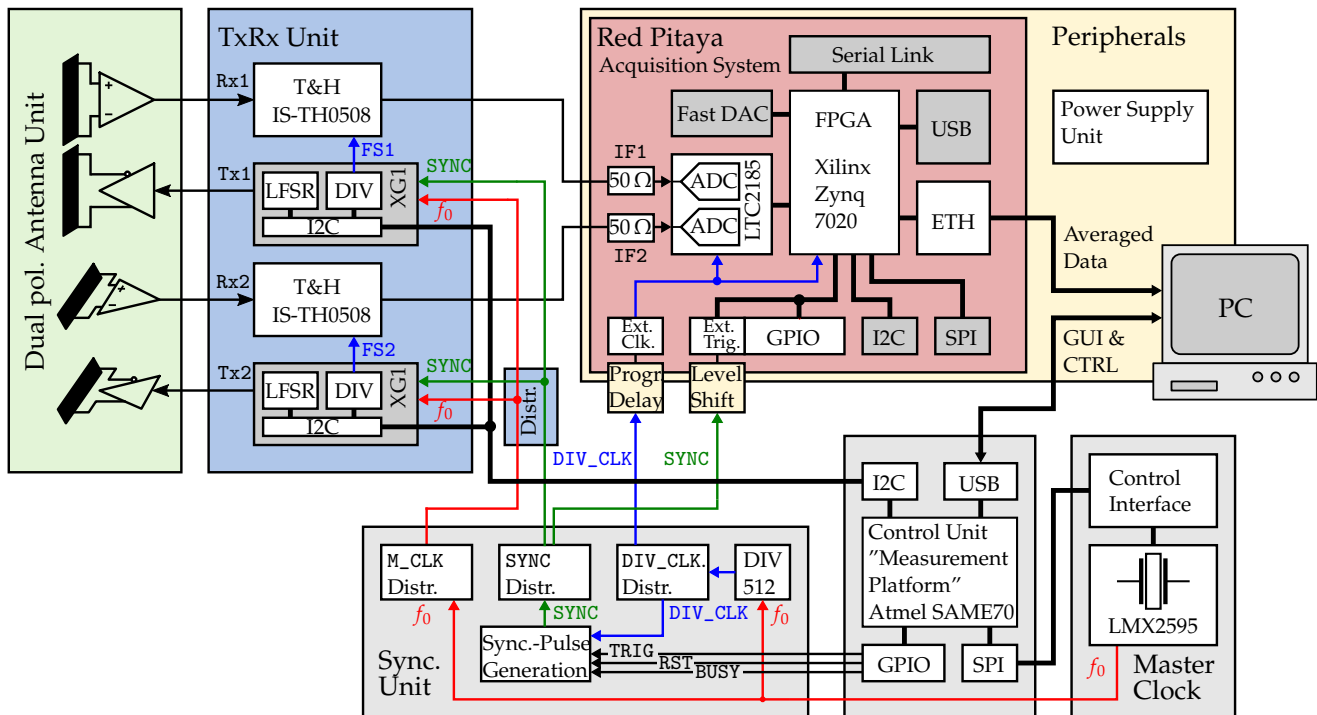 Dual pol. Antenna Unit
TxRx Unit
Rx1
T&H
IS-TH0508
FS1
SYNC
Tx1
LFSR
DIV
XG1
I2C
f0
Rx2
T&H
IS-TH0508
FS2
SYNC
Tx2
LFSR
DIV
XG1
I2C
f0
Distr.
Red Pitaya
Acquisition System
Serial Link
Fast DAC
FPGA
Xilinx
Zynq
7020
USB
IF1
50 Ω
ADC
50 Ω
ADC
IF2
LTC2185
ETH
Ext.
Clk.
Ext.
Trig.
GPIO
I2C
SPI
Progr
Delay
Level
Shift
Peripherals
Power Supply
Unit
Averaged
Data
PC
GUI &
CTRL
DIV_CLK
SYNC
M_CLK
Distr.
SYNC
Distr.
DIV_CLK.
Distr.
DIV
512
f0
SYNC
DIV_CLK
f0
Sync.-Pulse
Generation
TRIG
RST
BUSY
Sync.
Unit
I2C
USB
Control Unit
”Measurement
Platform”
Atmel SAME70
GPIO
SPI
Control
Interface
LMX2595
f0
Master
Clock